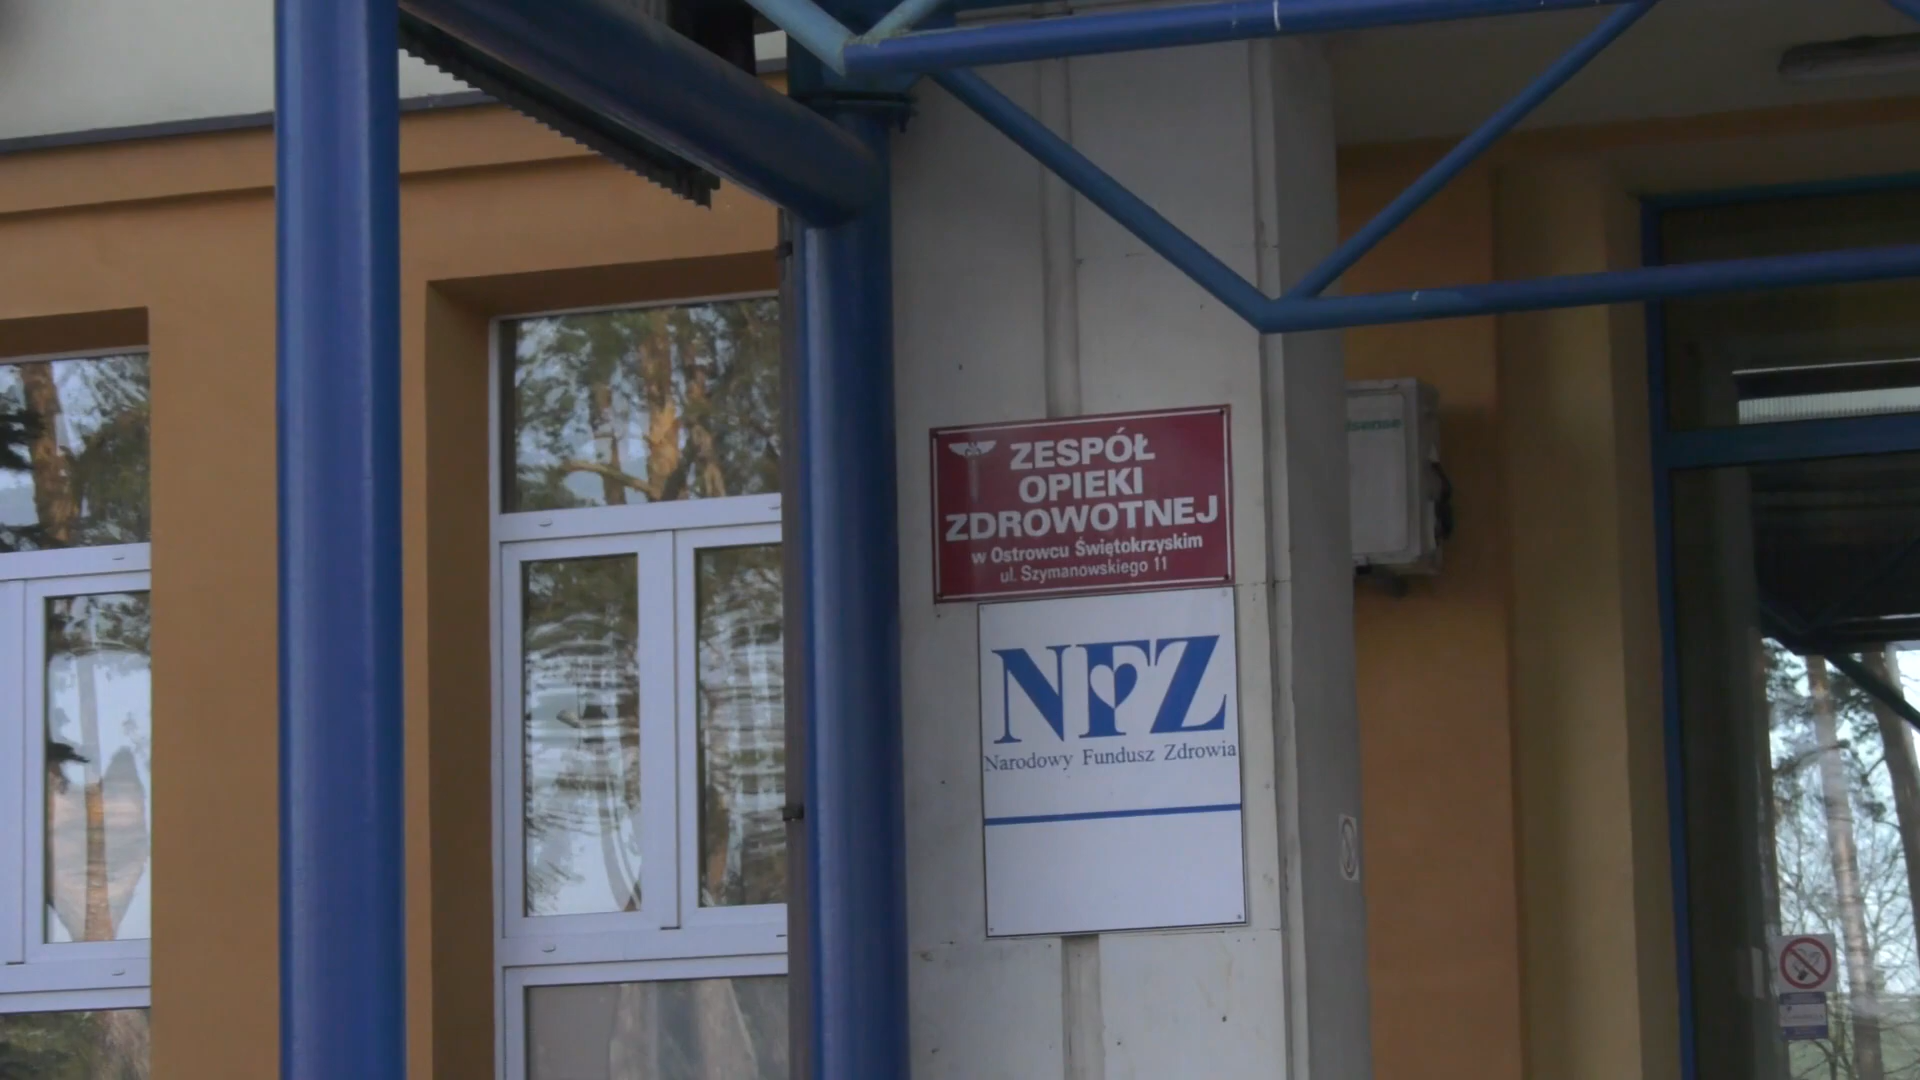 ZESPÓŁ
OPIEKI
ZDROWOTNEJ
w Ostrowcu Świętokrzyskim
ul. Szymanowskiego 11
NFZ
Narodowy Fundusz Zdrowia